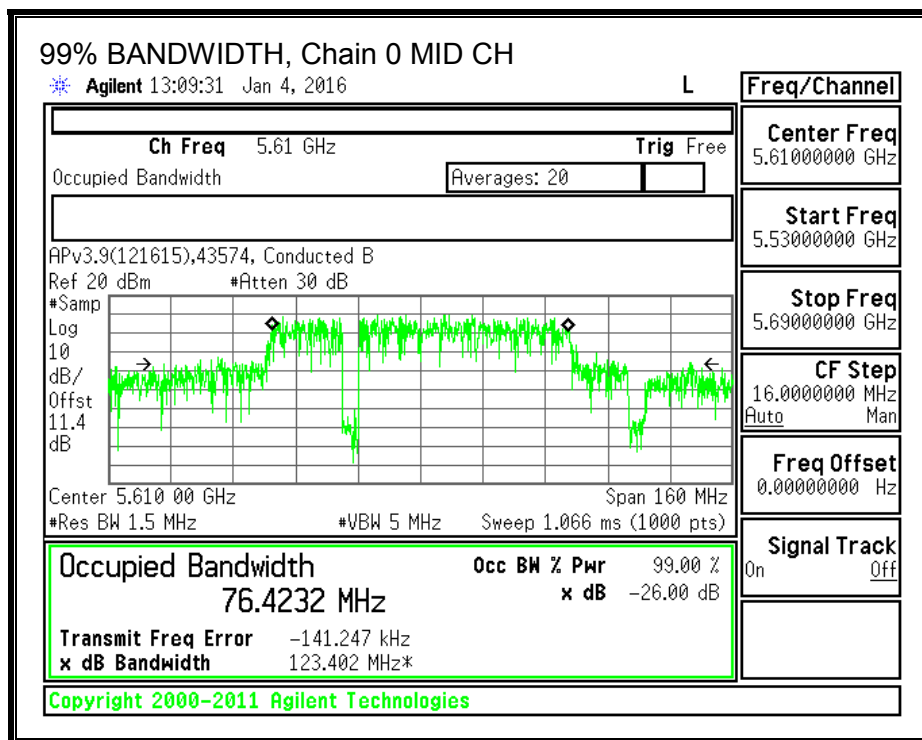 99% BANDWIDTH, Chain 0 MID CH
Agilent 13:09:31 Jan 4, 2016 L Freq/Channel
Ch Freq 5.61 GHz Trig Free
Occupied Bandwidth Averages: 20
Center Freq
5.61000000 GHz
Start Freq
5.53000000 GHz
Stop Freq
5.69000000 GHz
CF Step
16.0000000 MHz
Auto Man
Freq Offset
0.00000000 Hz
Signal Track
On Off
APv3.9(121615),43574, Conducted B
Ref 20 dBm #Atten 30 dB
#Samp
Log
10
dB/
Offst
11.4
dB
Center 5.610 00 GHz Span 160 MHz
#Res BW 1.5 MHz #VBW 5 MHz Sweep 1.066 ms (1000 pts)
Occupied Bandwidth Occ BW % Pwr 99.00 %
76.4232 MHz x dB -26.00 dB
Transmit Freq Error -141.247 kHz
x dB Bandwidth 123.402 MHz*
Copyright 2000-2011 Agilent Technologies